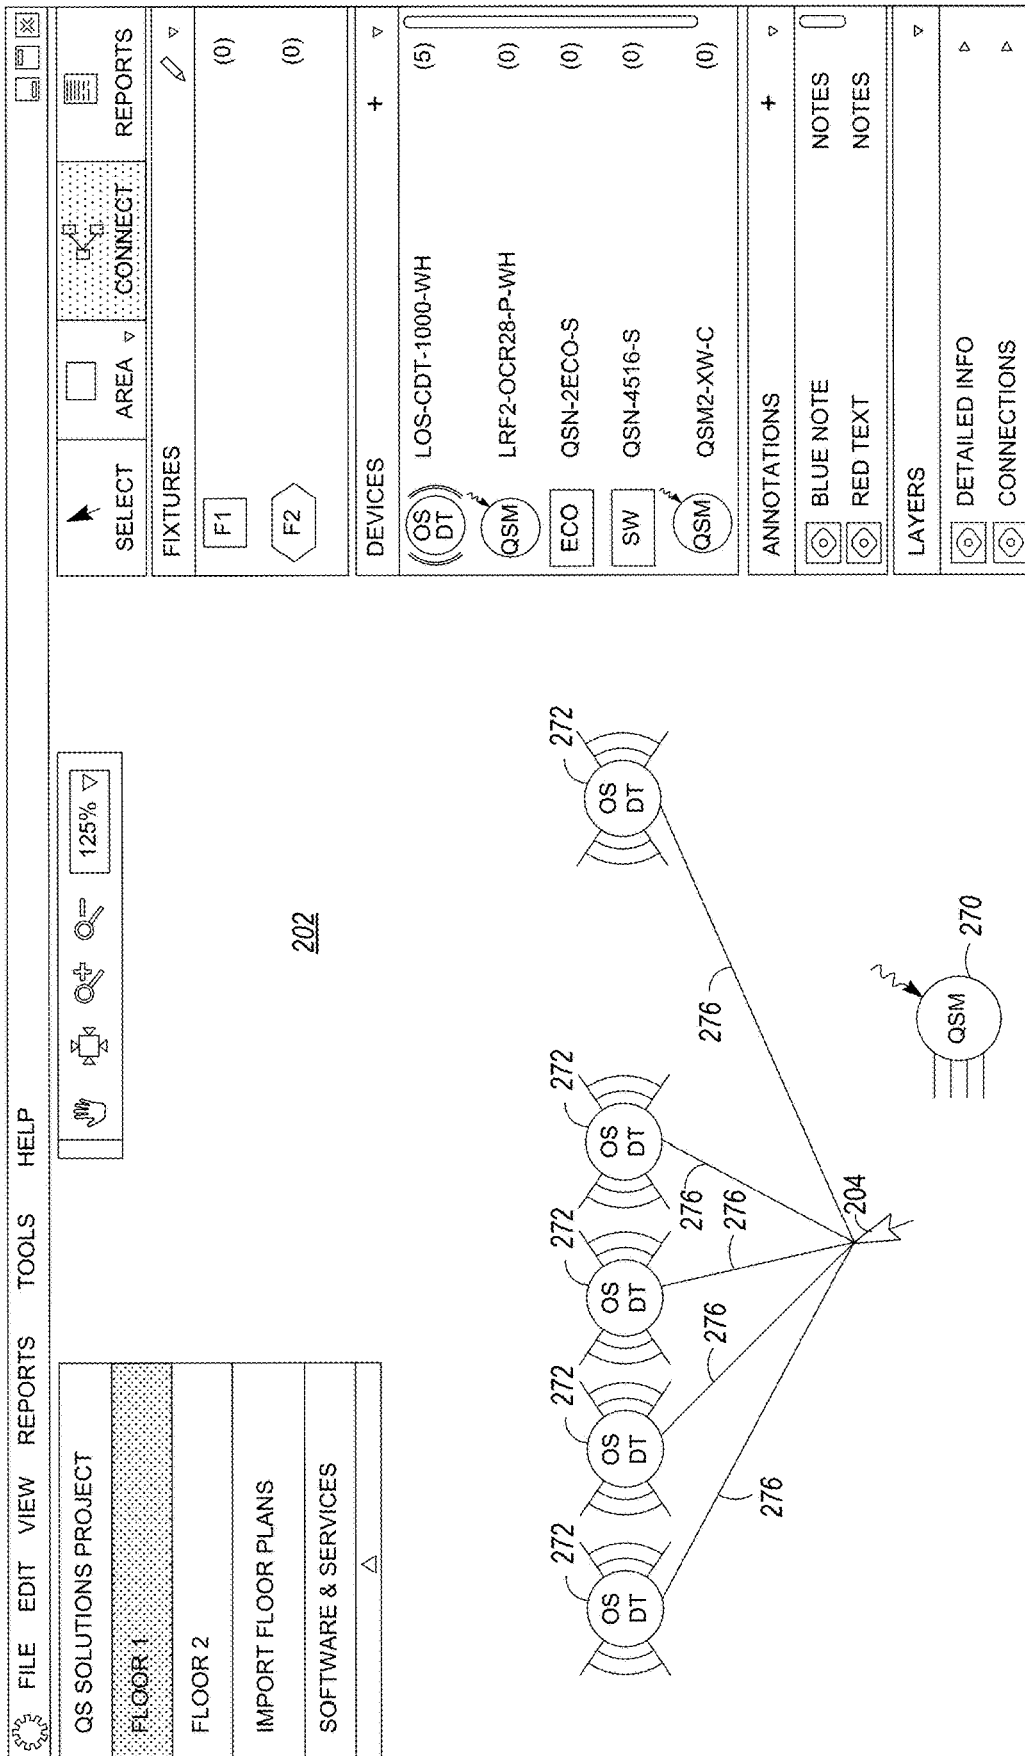 FILE EDIT VIEW REPORTS TOOLS HELP
QS SOLUTIONS PROJECT
FLOOR 1
FLOOR 2
IMPORT FLOOR PLANS
SOFTWARE & SERVICES
125%
202
SELECT
AREA
CONNECT
REPORTS
FIXTURES
F1 (0)
F2 (0)
DEVICES +
OS DT LOS-CDT-1000-WH (5)
QSM LRF2-OCR28-P-WH (0)
ECO QSN-2ECO-S (0)
SW QSN-4516-S (0)
QSM QSM2-XW-C (0)
ANNOTATIONS +
BLUE NOTE NOTES
RED TEXT NOTES
LAYERS
DETAILED INFO
CONNECTIONS
272 272 272 272 272
OS OS OS OS OS
DT DT DT DT DT
276 276 276 276 276
204
QSM
270